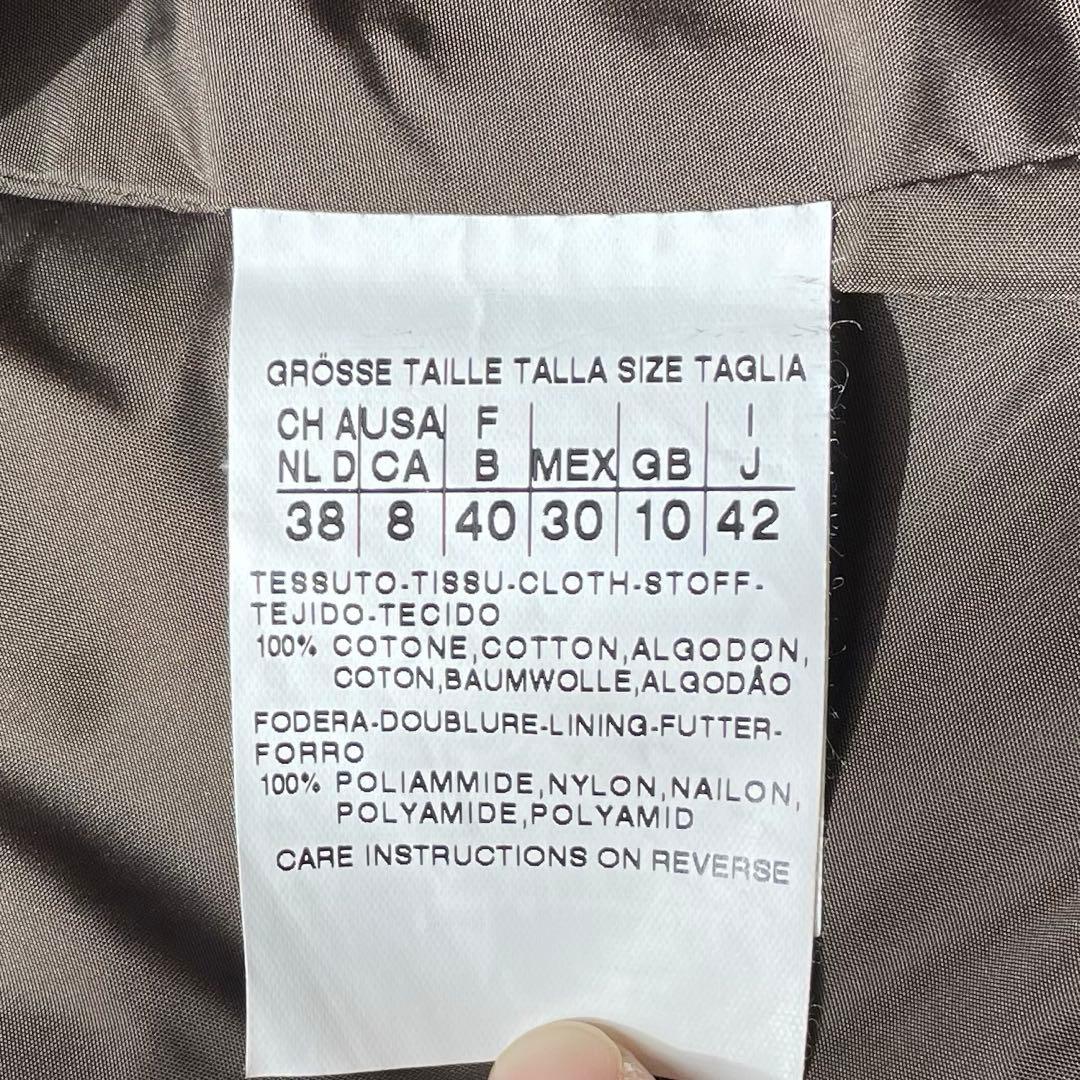 GRÖSSE TAILLE TALLA SIZE TAGLIA
CH A USA F I
NL D CA B MEX GB J
38 8 40 30 10 42
TESSUTO-TISSU-CLOTH-STOFF-
TEJIDO-TECIDO
100% COTONE,COTTON,ALGODON,
COTON,BAUMWOLLE,ALGODÅO
FODERA-DOUBLURE-LINING-FUTTER-
FORRO
100% POLIAMMIDE,NYLON,NAILON,
POLYAMIDE,POLYAMID
CARE INSTRUCTIONS ON REVERSE